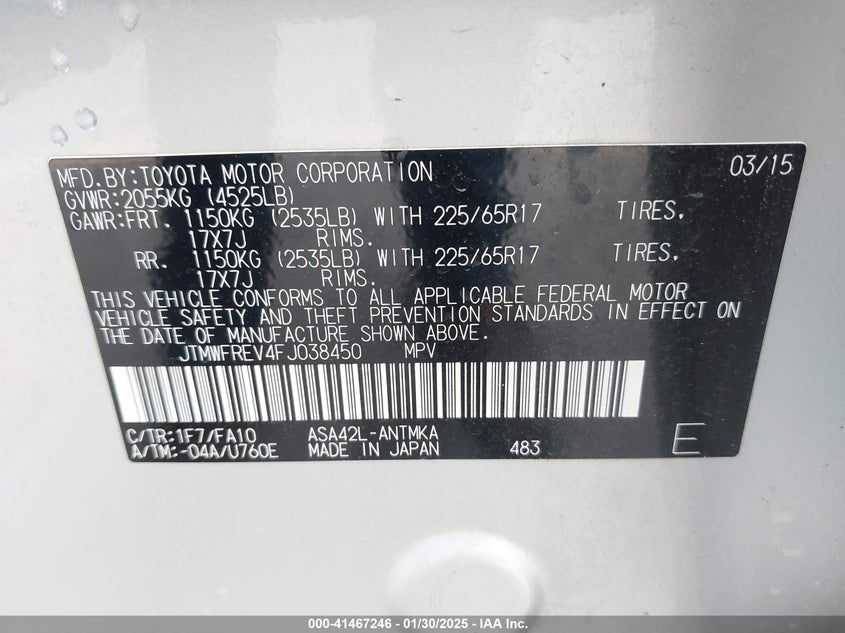 MFD.BY:TOYOTA MOTOR CORPORATION 03/15
GVWR:2055KG (4525LB)
GAWR:FRT. 1150KG (2535LB) WITH 225/65R17 TIRES,
17X7J RIMS.
RR. 1150KG (2535LB) WITH 225/65R17 TIRES,
17X7J RIMS.
THIS VEHICLE CONFORMS TO ALL APPLICABLE FEDERAL MOTOR
VEHICLE SAFETY AND THEFT PREVENTION STANDARDS IN EFFECT ON
THE DATE OF MANUFACTURE SHOWN ABOVE.
JTMWFREV4FJ038450 MPV
C/TR:1F7/FA10 ASA42L-ANTMKA
A/TM:-04A/U760E MADE IN JAPAN 483 E
000-41467246 - 01/30/2025 - IAA Inc.